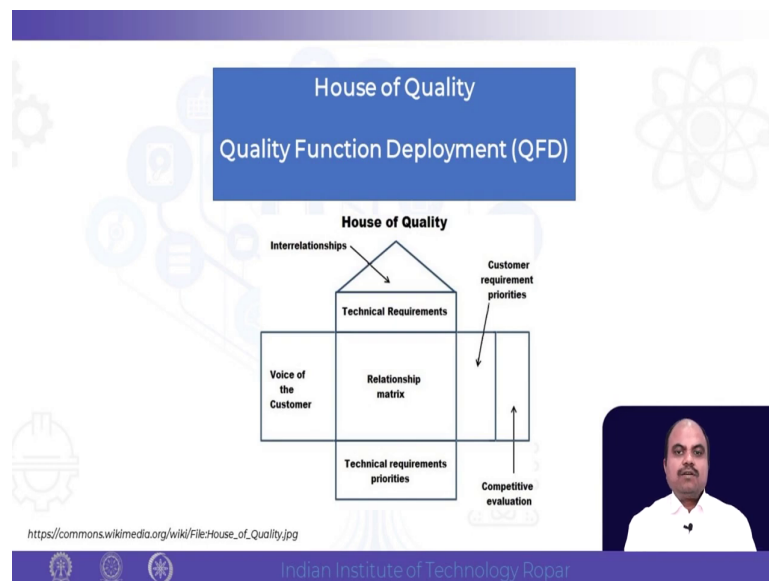 House of Quality
Quality Function Deployment (QFD)
House of Quality
Interrelationships
Customer
requirement
priorities
Technical Requirements
Voice of
the
Customer
Relationship
matrix
Technical requirements
priorities
Competitive
evaluation
https://commons.wikimedia.org/wiki/File:House_of_Quality.jpg
Indian Institute of Technology Ropar